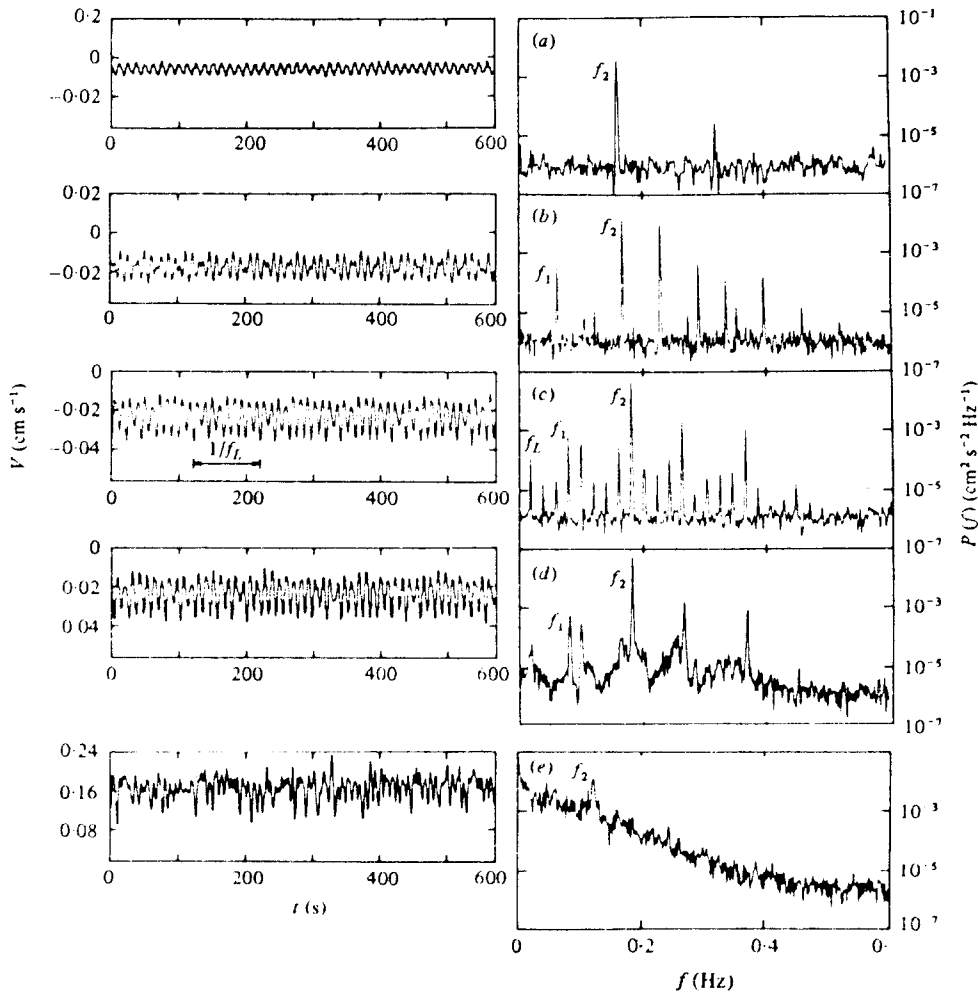 0·2
0
−0·02
0 200 400 600
(a)
f₂
10⁻¹
10⁻³
10⁻⁵
10⁻⁷
0·02
0
−0·02
0 200 400 600
(b)
f₂
f₁
10⁻³
10⁻⁵
10⁻⁷
V (cm s⁻¹)
0
−0·02
−0·04
1/f_L
0 200 400 600
(c)
f₂
f₁
f_L
10⁻³
10⁻⁵
10⁻⁷
P(f) (cm² s⁻² Hz⁻¹)
0
0·02
0·04
0 200 400 600
(d)
f₂
f₁
10⁻³
10⁻⁵
10⁻⁷
0·24
0·16
0·08
0 200 400 600
t (s)
(e)
f₂
10⁻³
10⁻⁵
10⁻⁷
0 0·2 0·4 0·
f (Hz)